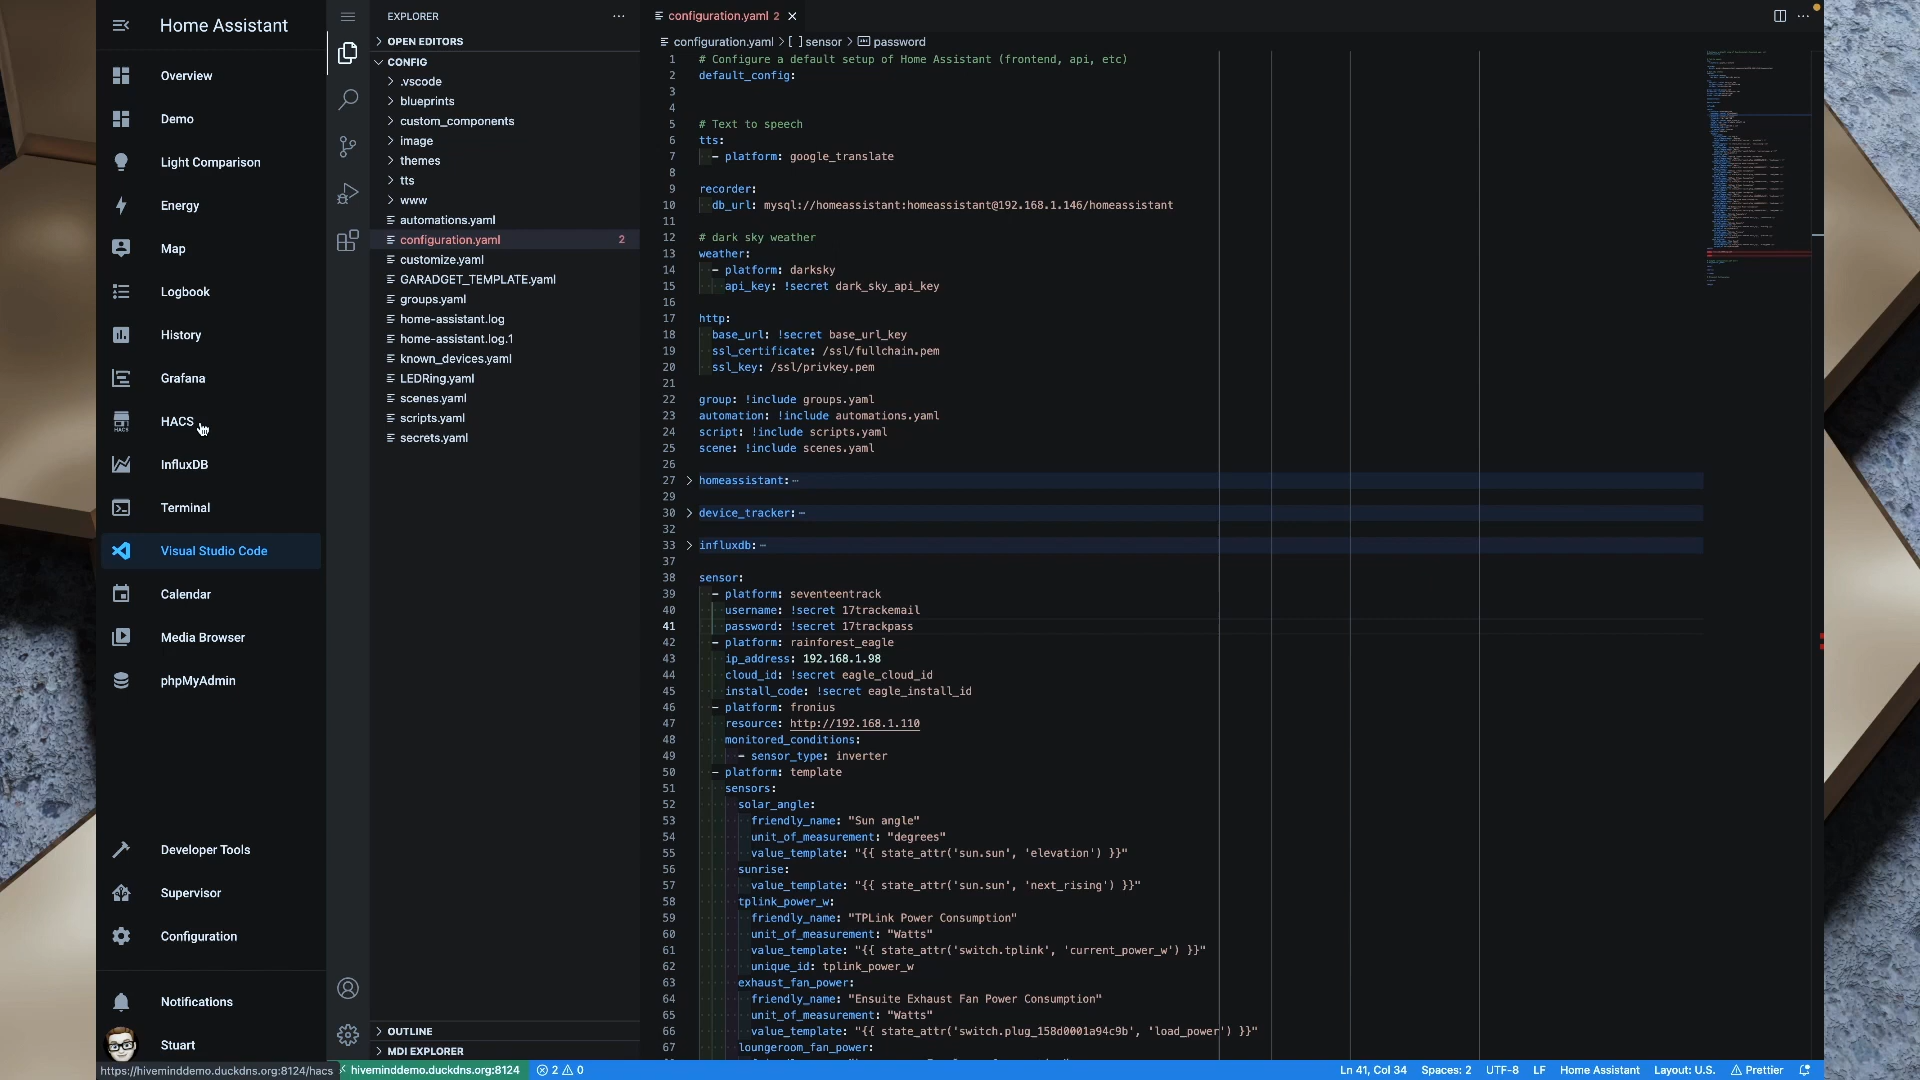 Home Assistant
Overview
Demo
Light Comparison
Energy
Map
Logbook
History
Grafana
HACS
HACS
InfluxDB
Terminal
Visual Studio Code
Calendar
Media Browser
phpMyAdmin
Developer Tools
Supervisor
Configuration
Notifications
Stuart
https://hiveminddemo.duckdns.org:8124/hacs
EXPLORER
OPEN EDITORS
CONFIG
.vscode
blueprints
custom_components
image
themes
tts
www
automations.yaml
configuration.yaml 2
customize.yaml
GARADGET_TEMPLATE.yaml
groups.yaml
home-assistant.log
home-assistant.log.1
known_devices.yaml
LEDRing.yaml
scenes.yaml
scripts.yaml
secrets.yaml
OUTLINE
MDI EXPLORER
configuration.yaml 2
configuration.yaml > [ ] sensor > password
1 # Configure a default setup of Home Assistant (frontend, api, etc)
2 default_config:
3
4
5 # Text to speech
6 tts:
7 - platform: google_translate
8
9 recorder:
10 db_url: mysql://homeassistant:homeassistant@192.168.1.146/homeassistant
11
12 # dark sky weather
13 weather:
14 - platform: darksky
15 api_key: !secret dark_sky_api_key
16
17 http:
18 base_url: !secret base_url_key
19 ssl_certificate: /ssl/fullchain.pem
20 ssl_key: /ssl/privkey.pem
21
22 group: !include groups.yaml
23 automation: !include automations.yaml
24 script: !include scripts.yaml
25 scene: !include scenes.yaml
26
27 homeassistant:
29
30 device_tracker:
32
33 influxdb:
37
38 sensor:
39 - platform: seventeentrack
40 username: !secret 17trackemail
41 password: !secret 17trackpass
42 - platform: rainforest_eagle
43 ip_address: 192.168.1.98
44 cloud_id: !secret eagle_cloud_id
45 install_code: !secret eagle_install_id
46 - platform: fronius
47 resource: http://192.168.1.110
48 monitored_conditions:
49 - sensor_type: inverter
50 - platform: template
51 sensors:
52 solar_angle:
53 friendly_name: "Sun angle"
54 unit_of_measurement: "degrees"
55 value_template: "{{ state_attr('sun.sun', 'elevation') }}"
56 sunrise:
57 value_template: "{{ state_attr('sun.sun', 'next_rising') }}"
58 tplink_power_w:
59 friendly_name: "TPLink Power Consumption"
60 unit_of_measurement: "Watts"
61 value_template: "{{ state_attr('switch.tplink', 'current_power_w') }}"
62 unique_id: tplink_power_w
63 exhaust_fan_power:
64 friendly_name: "Ensuite Exhaust Fan Power Consumption"
65 unit_of_measurement: "Watts"
66 value_template: "{{ state_attr('switch.plug_158d0001a94c9b', 'load_power') }}"
67 loungeroom_fan_power:
hiveminddemo.duckdns.org:8124 2 0 Ln 41, Col 34 Spaces: 2 UTF-8 LF Home Assistant Layout: U.S. Prettier